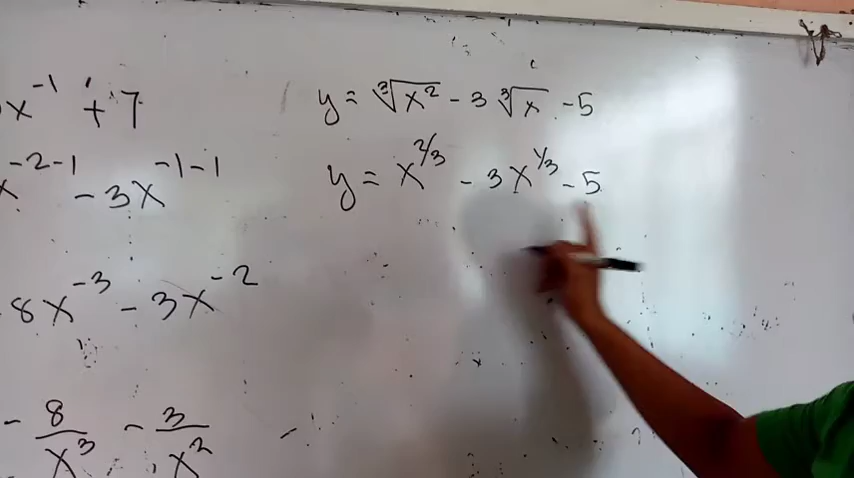 x⁻¹ + 7
x⁻²⁻¹ - 3x⁻¹⁻¹
8x⁻³ - 3x⁻²
- 8/x³ - 3/x²
y = ∛x² - 3∛x - 5
y = x^2/3 - 3x^1/3 - 5